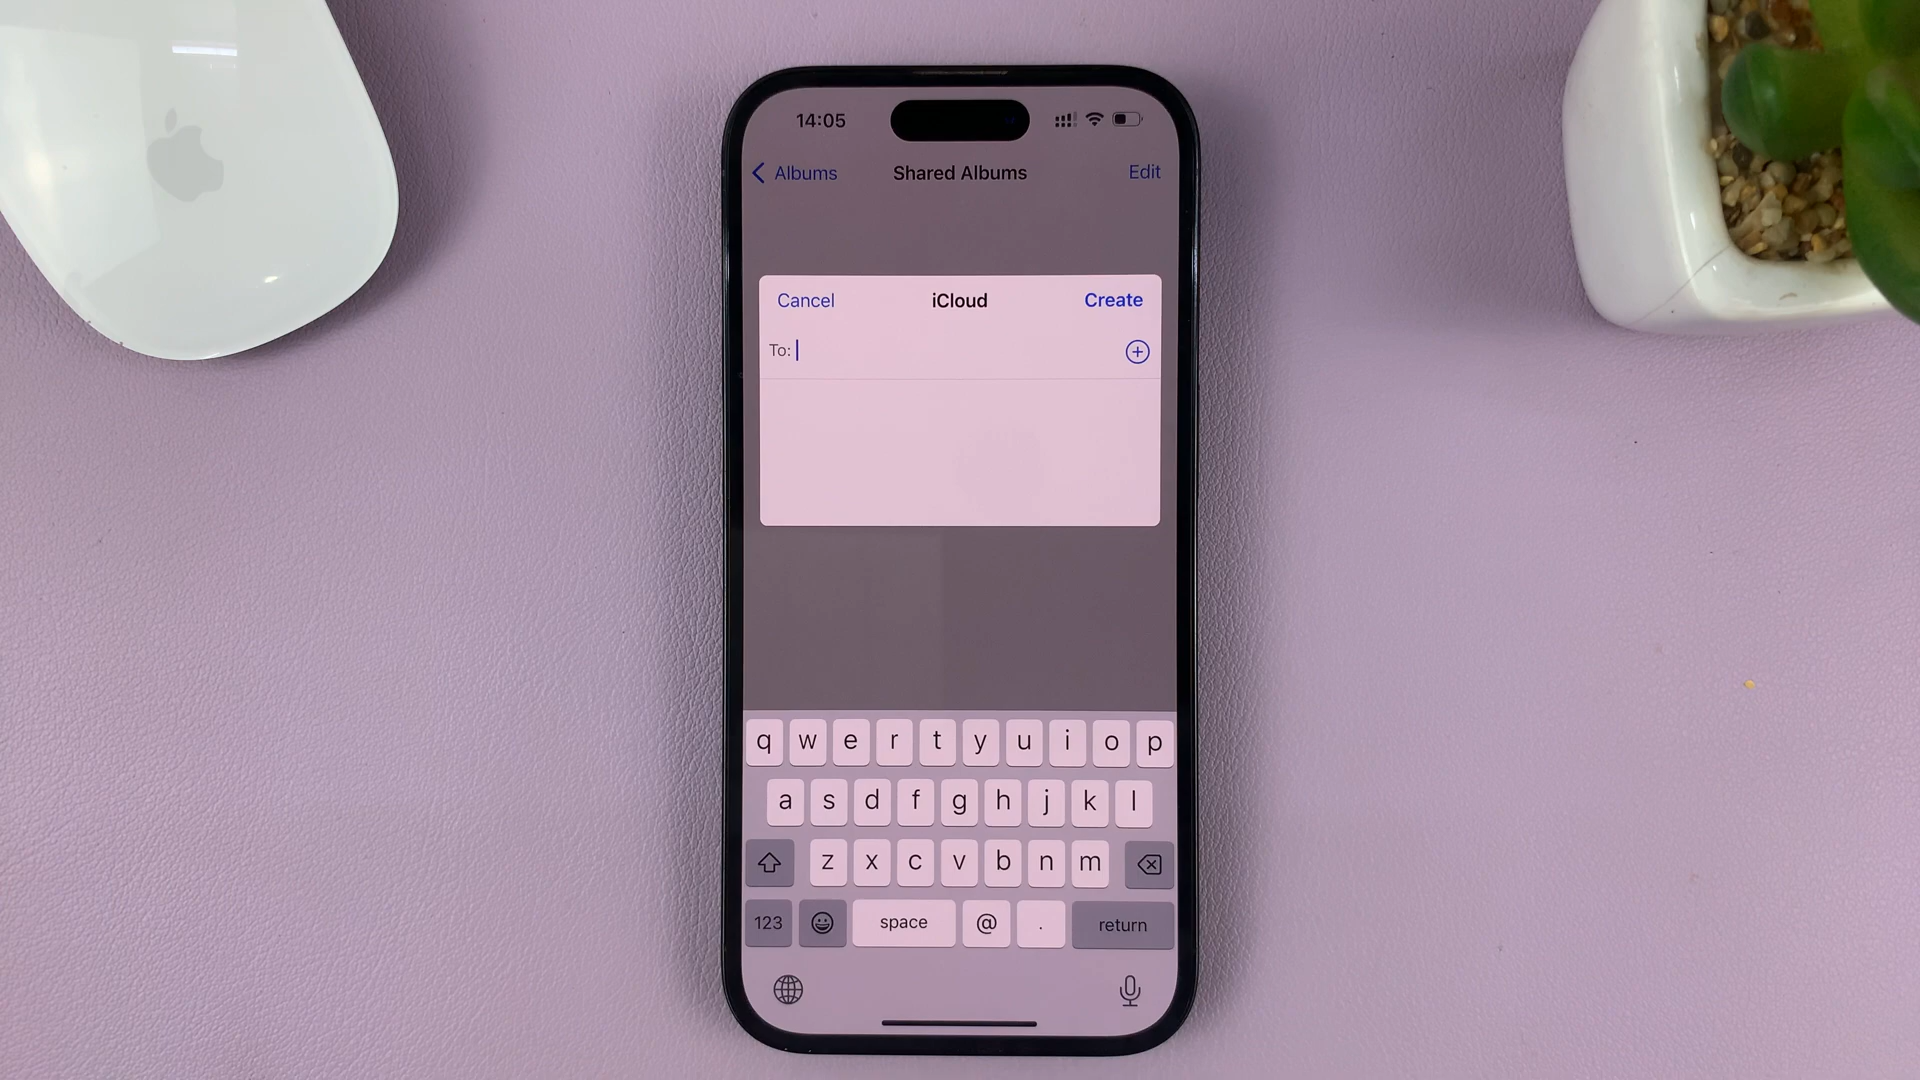 14:05
Albums Shared Albums Edit
Cancel iCloud Create
To:
q w e r t y u i o p
a s d f g h j k l
z x c v b n m
123 space @ . return